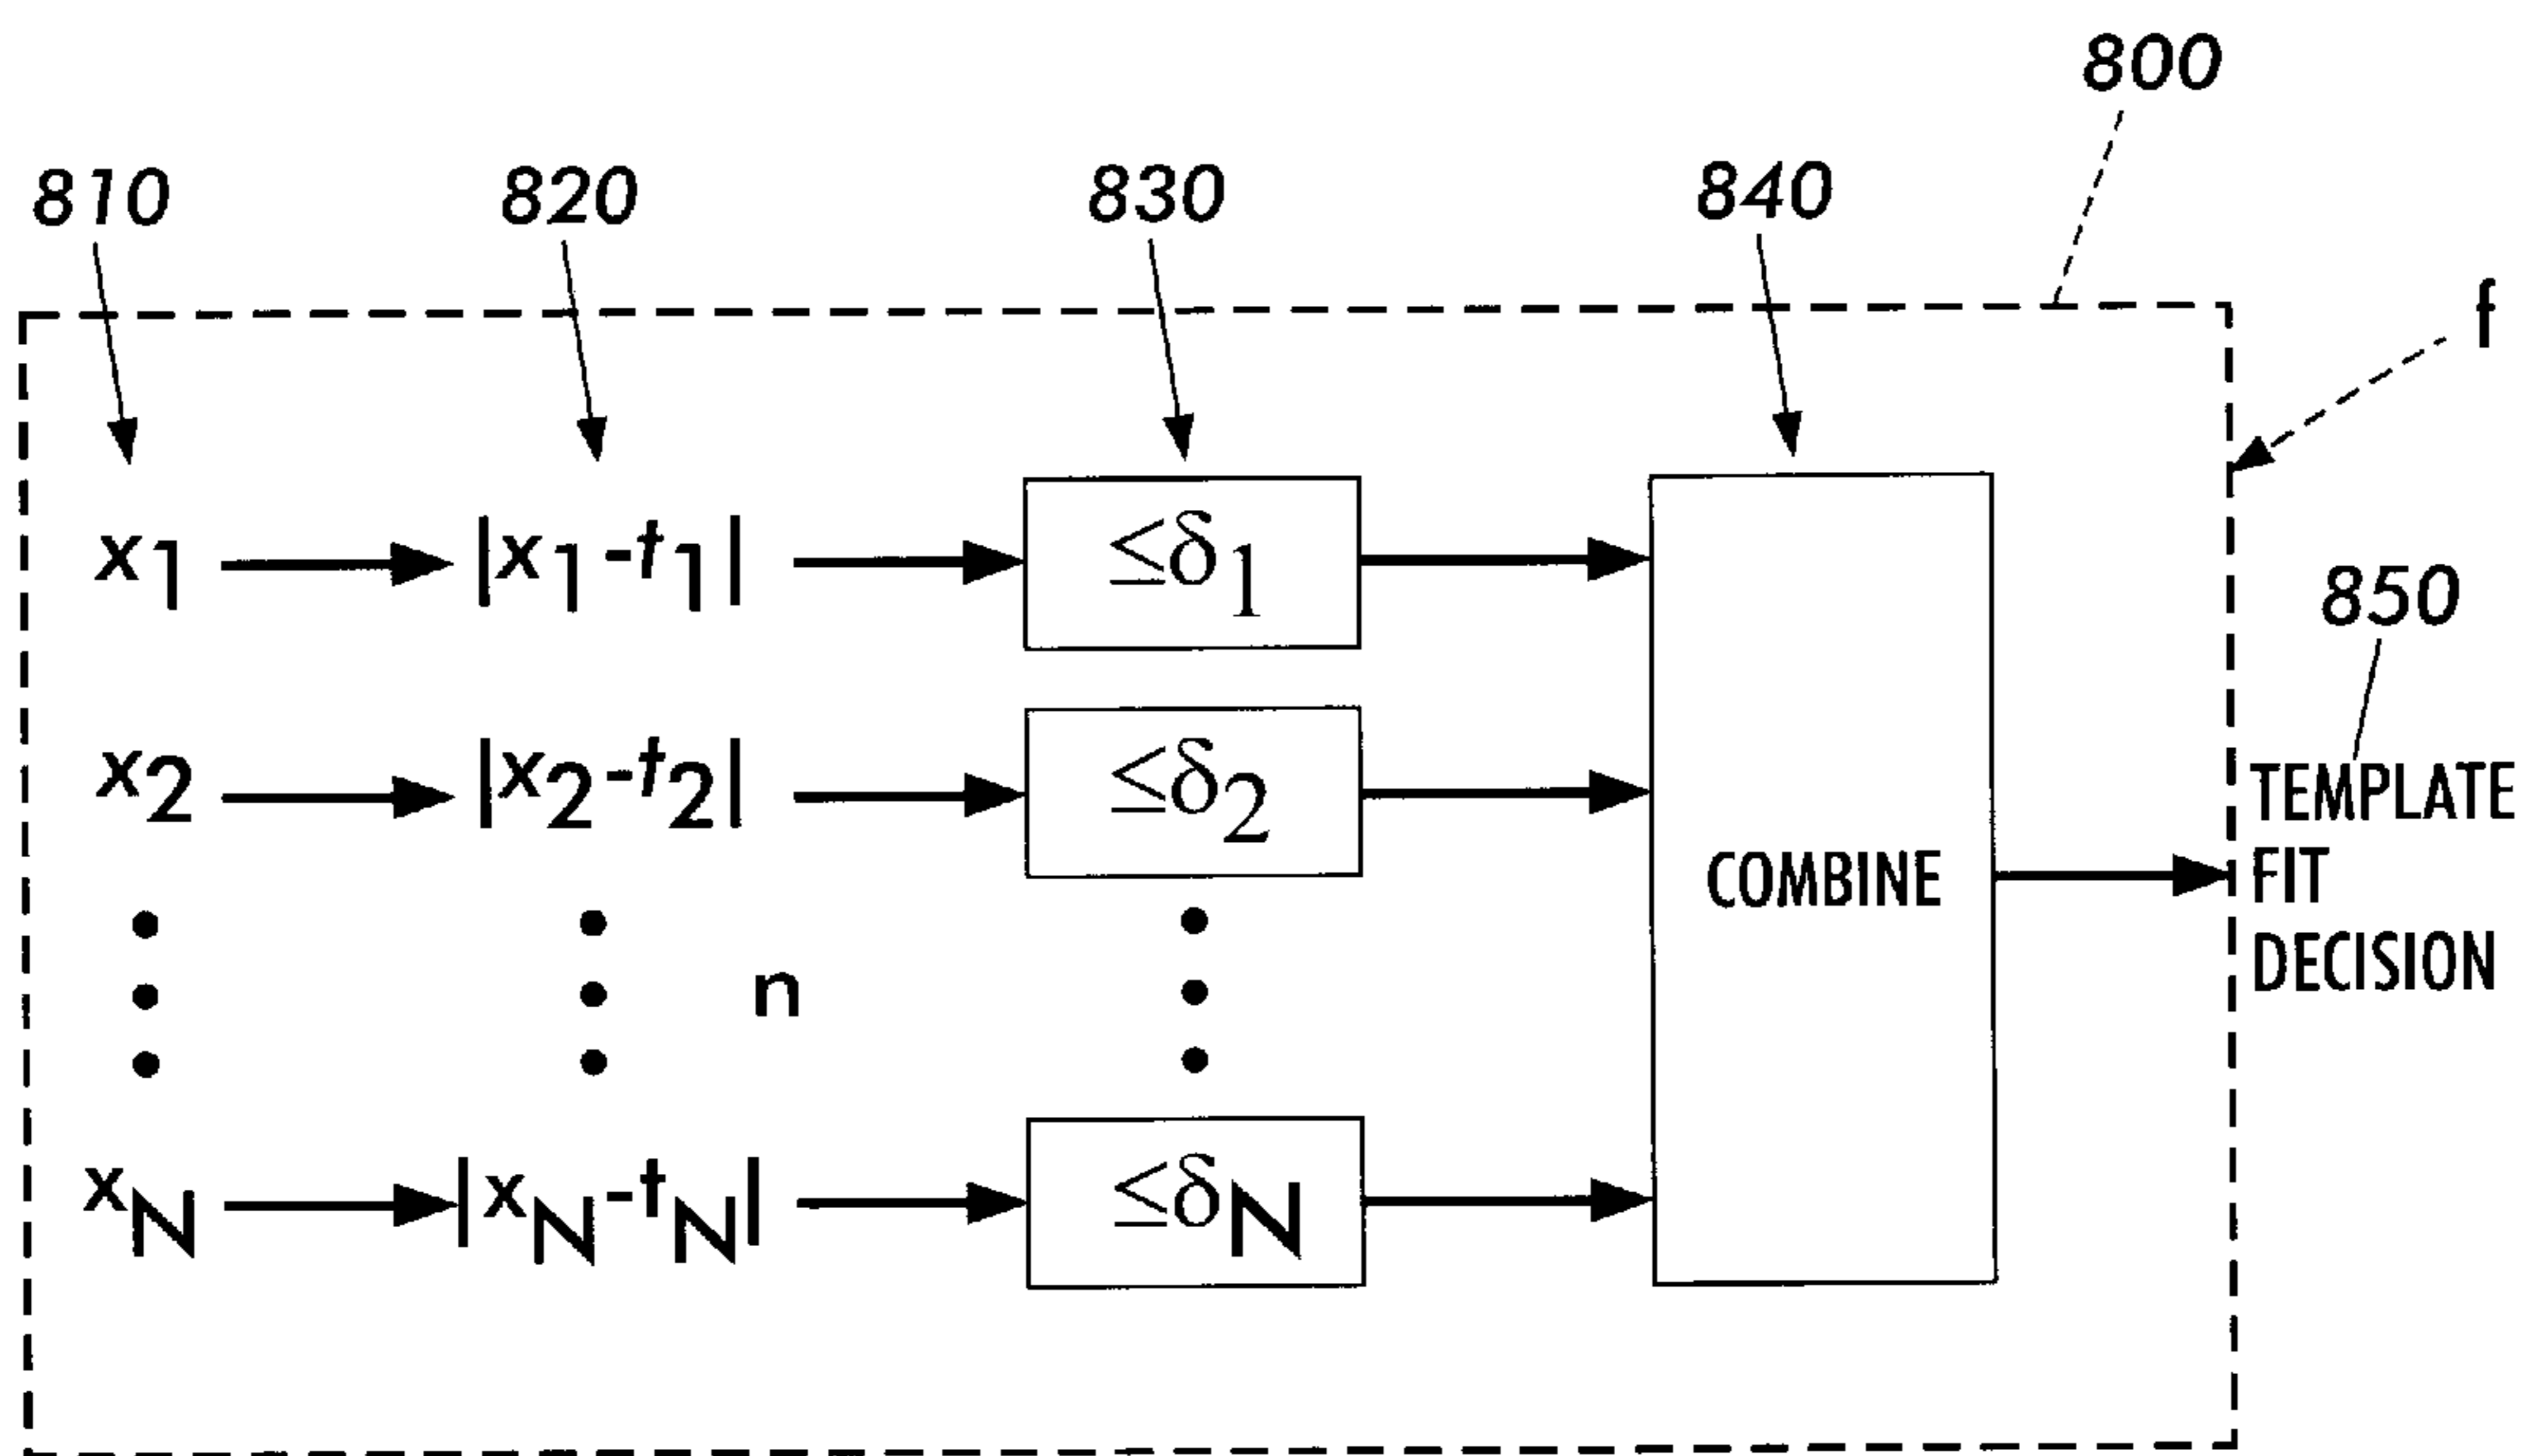 800
810 820 830 840
f
x1 |x1-t1| ≤δ1
850
x2 |x2-t2| ≤δ2
TEMPLATE
COMBINE
FIT
DECISION
n
xN |xN-tN| ≤δN